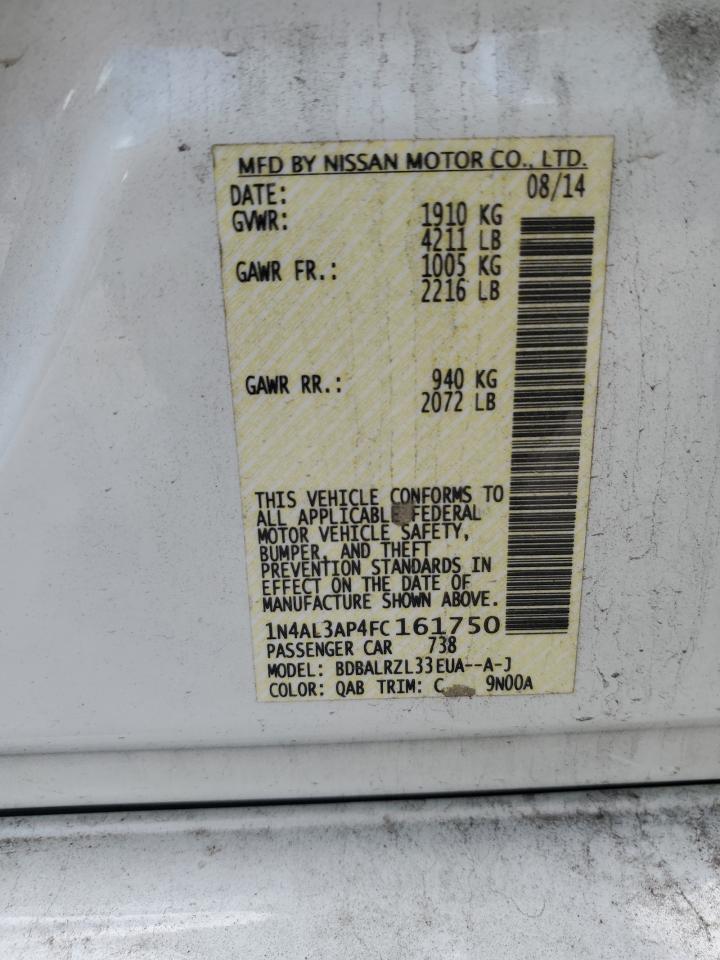 MFD BY NISSAN MOTOR CO., LTD.
DATE: 08/14
GVWR: 1910 KG
4211 LB
GAWR FR.: 1005 KG
2216 LB
GAWR RR.: 940 KG
2072 LB
THIS VEHICLE CONFORMS TO
ALL APPLICABLE FEDERAL
MOTOR VEHICLE SAFETY,
BUMPER, AND THEFT
PREVENTION STANDARDS IN
EFFECT ON THE DATE OF
MANUFACTURE SHOWN ABOVE.
1N4AL3AP4FC161750
PASSENGER CAR 738
MODEL: BDBALRZL33EUA--A-J
COLOR: QAB TRIM: C 9N00A